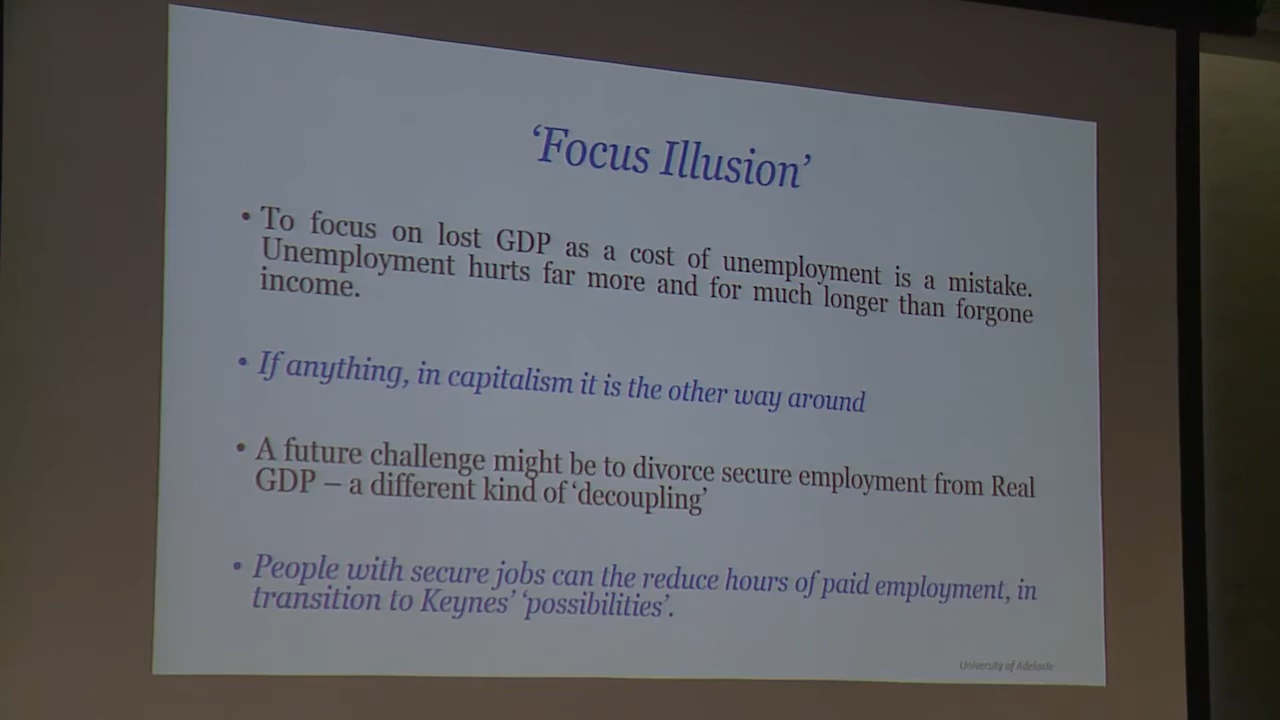 ‘Focus Illusion’
• To focus on lost GDP as a cost of unemployment is a mistake.
Unemployment hurts far more and for much longer than forgone
income.
• If anything, in capitalism it is the other way around
• A future challenge might be to divorce secure employment from Real
GDP – a different kind of ‘decoupling’
• People with secure jobs can the reduce hours of paid employment, in
transition to Keynes’ ‘possibilities’.
University of Adelaide